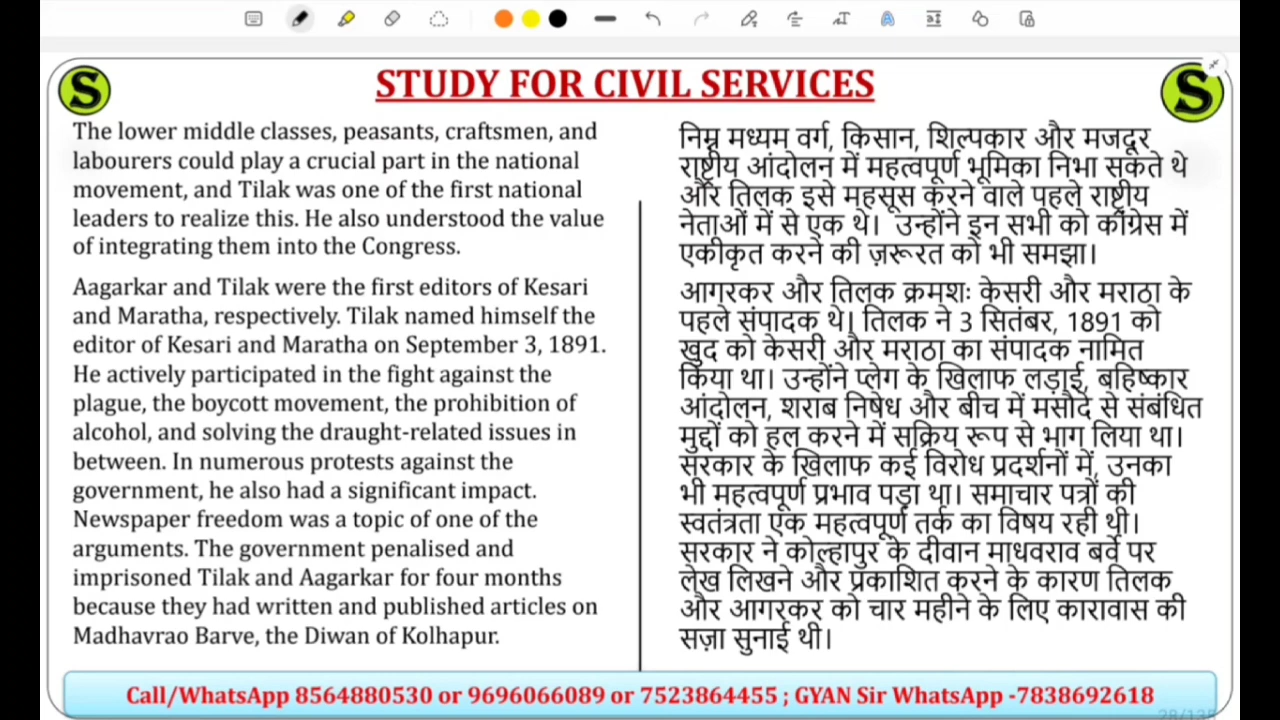 STUDY FOR CIVIL SERVICES
S
S
The lower middle classes, peasants, craftsmen, and
labourers could play a crucial part in the national
movement, and Tilak was one of the first national
leaders to realize this. He also understood the value
of integrating them into the Congress.
Aagarkar and Tilak were the first editors of Kesari
and Maratha, respectively. Tilak named himself the
editor of Kesari and Maratha on September 3, 1891.
He actively participated in the fight against the
plague, the boycott movement, the prohibition of
alcohol, and solving the draught-related issues in
between. In numerous protests against the
government, he also had a significant impact.
Newspaper freedom was a topic of one of the
arguments. The government penalised and
imprisoned Tilak and Aagarkar for four months
because they had written and published articles on
Madhavrao Barve, the Diwan of Kolhapur.
निम्न मध्यम वर्ग, किसान, शिल्पकार और मजदूर
राष्ट्रीय आंदोलन में महत्वपूर्ण भूमिका निभा सकते थे
और तिलक इसे महसूस करने वाले पहले राष्ट्रीय
नेताओं में से एक थे। उन्होंने इन सभी को काँग्रेस में
एकीकृत करने की ज़रूरत को भी समझा।
आगरकर और तिलक क्रमशः केसरी और मराठा के
पहले संपादक थे। तिलक ने 3 सितंबर, 1891 को
खुद को केसरी और मराठा का संपादक नामित
किया था। उन्होंने प्लेग के खिलाफ लड़ाई, बहिष्कार
आंदोलन, शराब निषेध और बीच में मसौदे से संबंधित
मुद्दों को हल करने में सक्रिय रूप से भाग लिया था।
सरकार के खिलाफ कई विरोध प्रदर्शनों में, उनका
भी महत्वपूर्ण प्रभाव पड़ा था। समाचार पत्रों की
स्वतंत्रता एक महत्वपूर्ण तर्क का विषय रही थी।
सरकार ने कोल्हापुर के दीवान माधवराव बर्वे पर
लेख लिखने और प्रकाशित करने के कारण तिलक
और आगरकर को चार महीने के लिए कारावास की
सज़ा सुनाई थी।
Call/WhatsApp 8564880530 or 9696066089 or 7523864455 ; GYAN Sir WhatsApp -7838692618